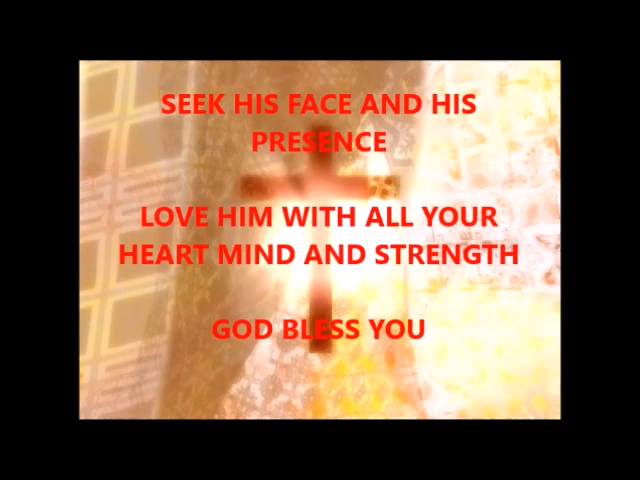 SEEK HIS FACE AND HIS
PRESENCE
LOVE HIM WITH ALL YOUR
HEART MIND AND STRENGTH
GOD BLESS YOU